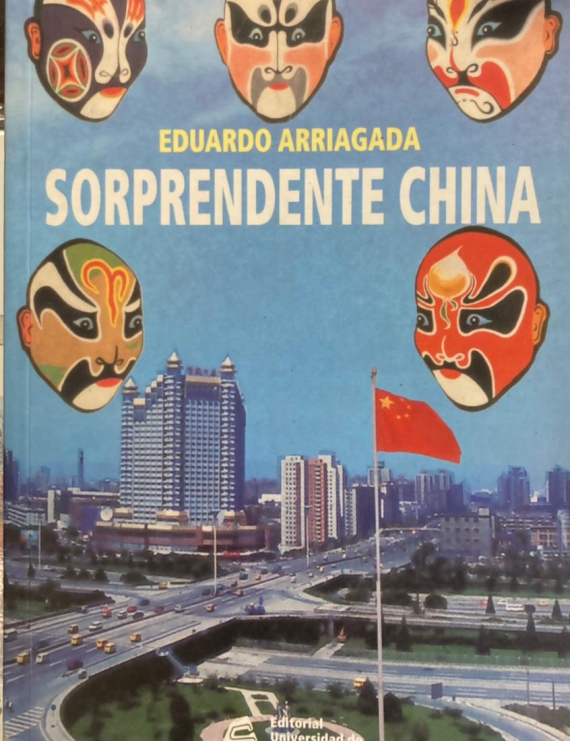 EDUARDO ARRIAGADA
SORPRENDENTE CHINA
Editorial
Universidad de